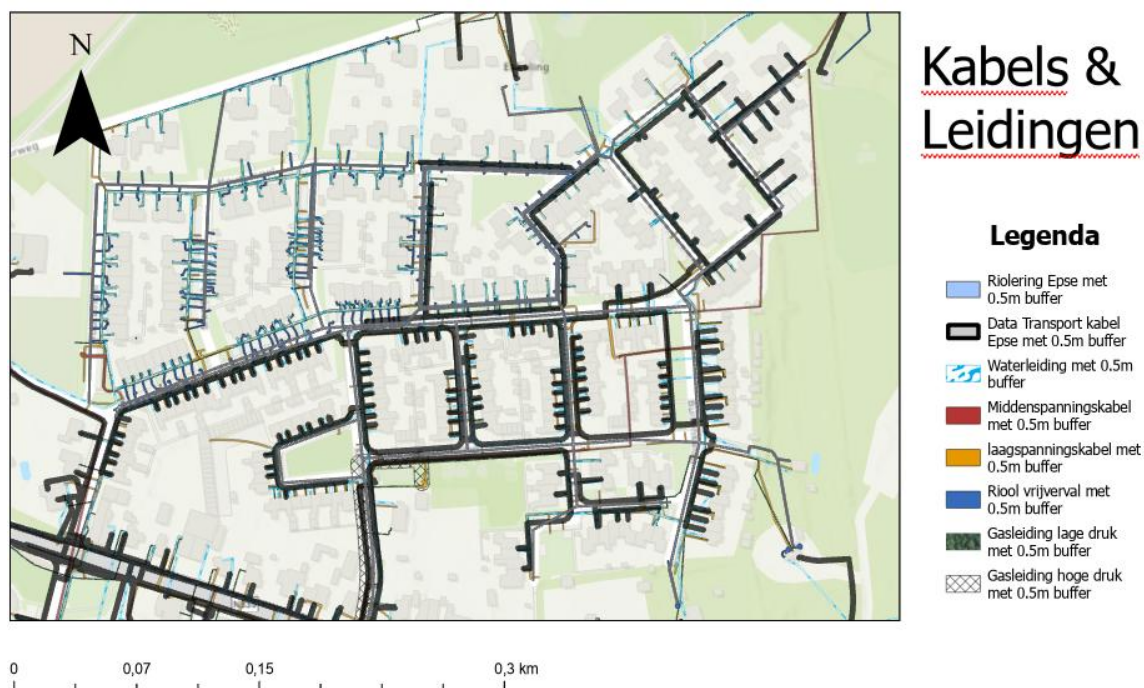 N
erweg
Kabels &
Leidingen
Legenda
Riolering Epse met
0.5m buffer
Data Transport kabel
Epse met 0.5m buffer
Waterleiding met 0.5m
buffer
Middenspanningskabel
met 0.5m buffer
laagspanningskabel met
0.5m buffer
Riool vrijverval met
0.5m buffer
Gasleiding lage druk
met 0.5m buffer
Gasleiding hoge druk
met 0.5m buffer
0 0,07 0,15 0,3 km